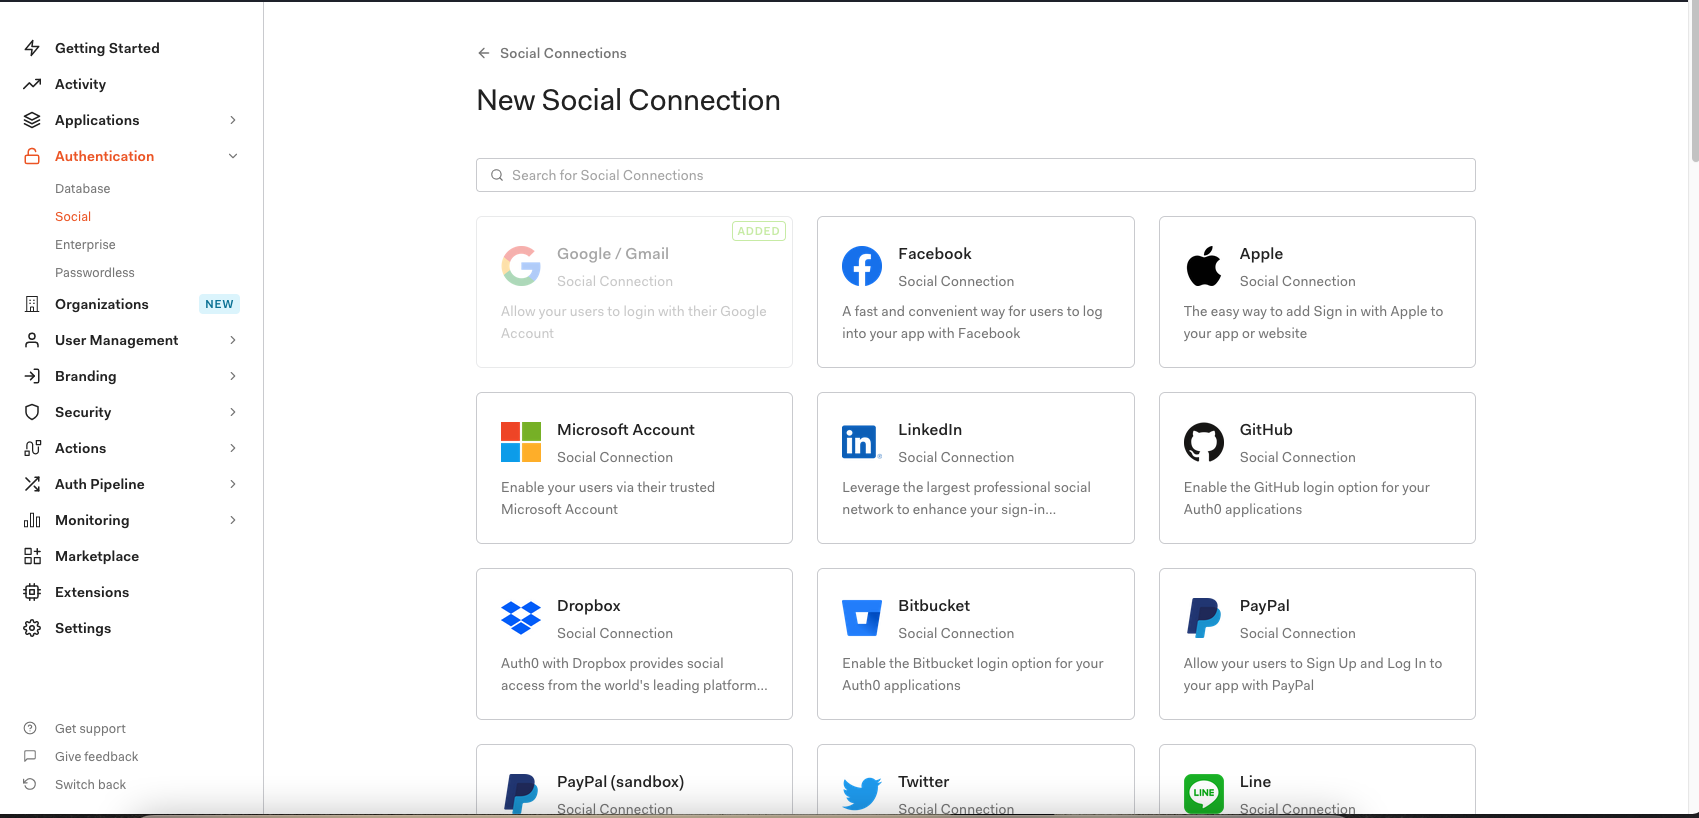 Getting Started
Activity
Applications
Authentication
Database
Social
Enterprise
Passwordless
Organizations NEW
User Management
Branding
Security
Actions
Auth Pipeline
Monitoring
Marketplace
Extensions
Settings
Get support
Give feedback
Switch back
Social Connections
New Social Connection
Search for Social Connections
ADDED
Google / Gmail
Social Connection
Allow your users to login with their Google
Account
Facebook
Social Connection
A fast and convenient way for users to log
into your app with Facebook
Apple
Social Connection
The easy way to add Sign in with Apple to
your app or website
Microsoft Account
Social Connection
Enable your users via their trusted
Microsoft Account
in
LinkedIn
Social Connection
Leverage the largest professional social
network to enhance your sign-in...
GitHub
Social Connection
Enable the GitHub login option for your
Auth0 applications
Dropbox
Social Connection
Auth0 with Dropbox provides social
access from the world's leading platform...
Bitbucket
Social Connection
Enable the Bitbucket login option for your
Auth0 applications
PayPal
Social Connection
Allow your users to Sign Up and Log In to
your app with PayPal
PayPal (sandbox)
Social Connection
Twitter
Social Connection
LINE
Line
Social Connection